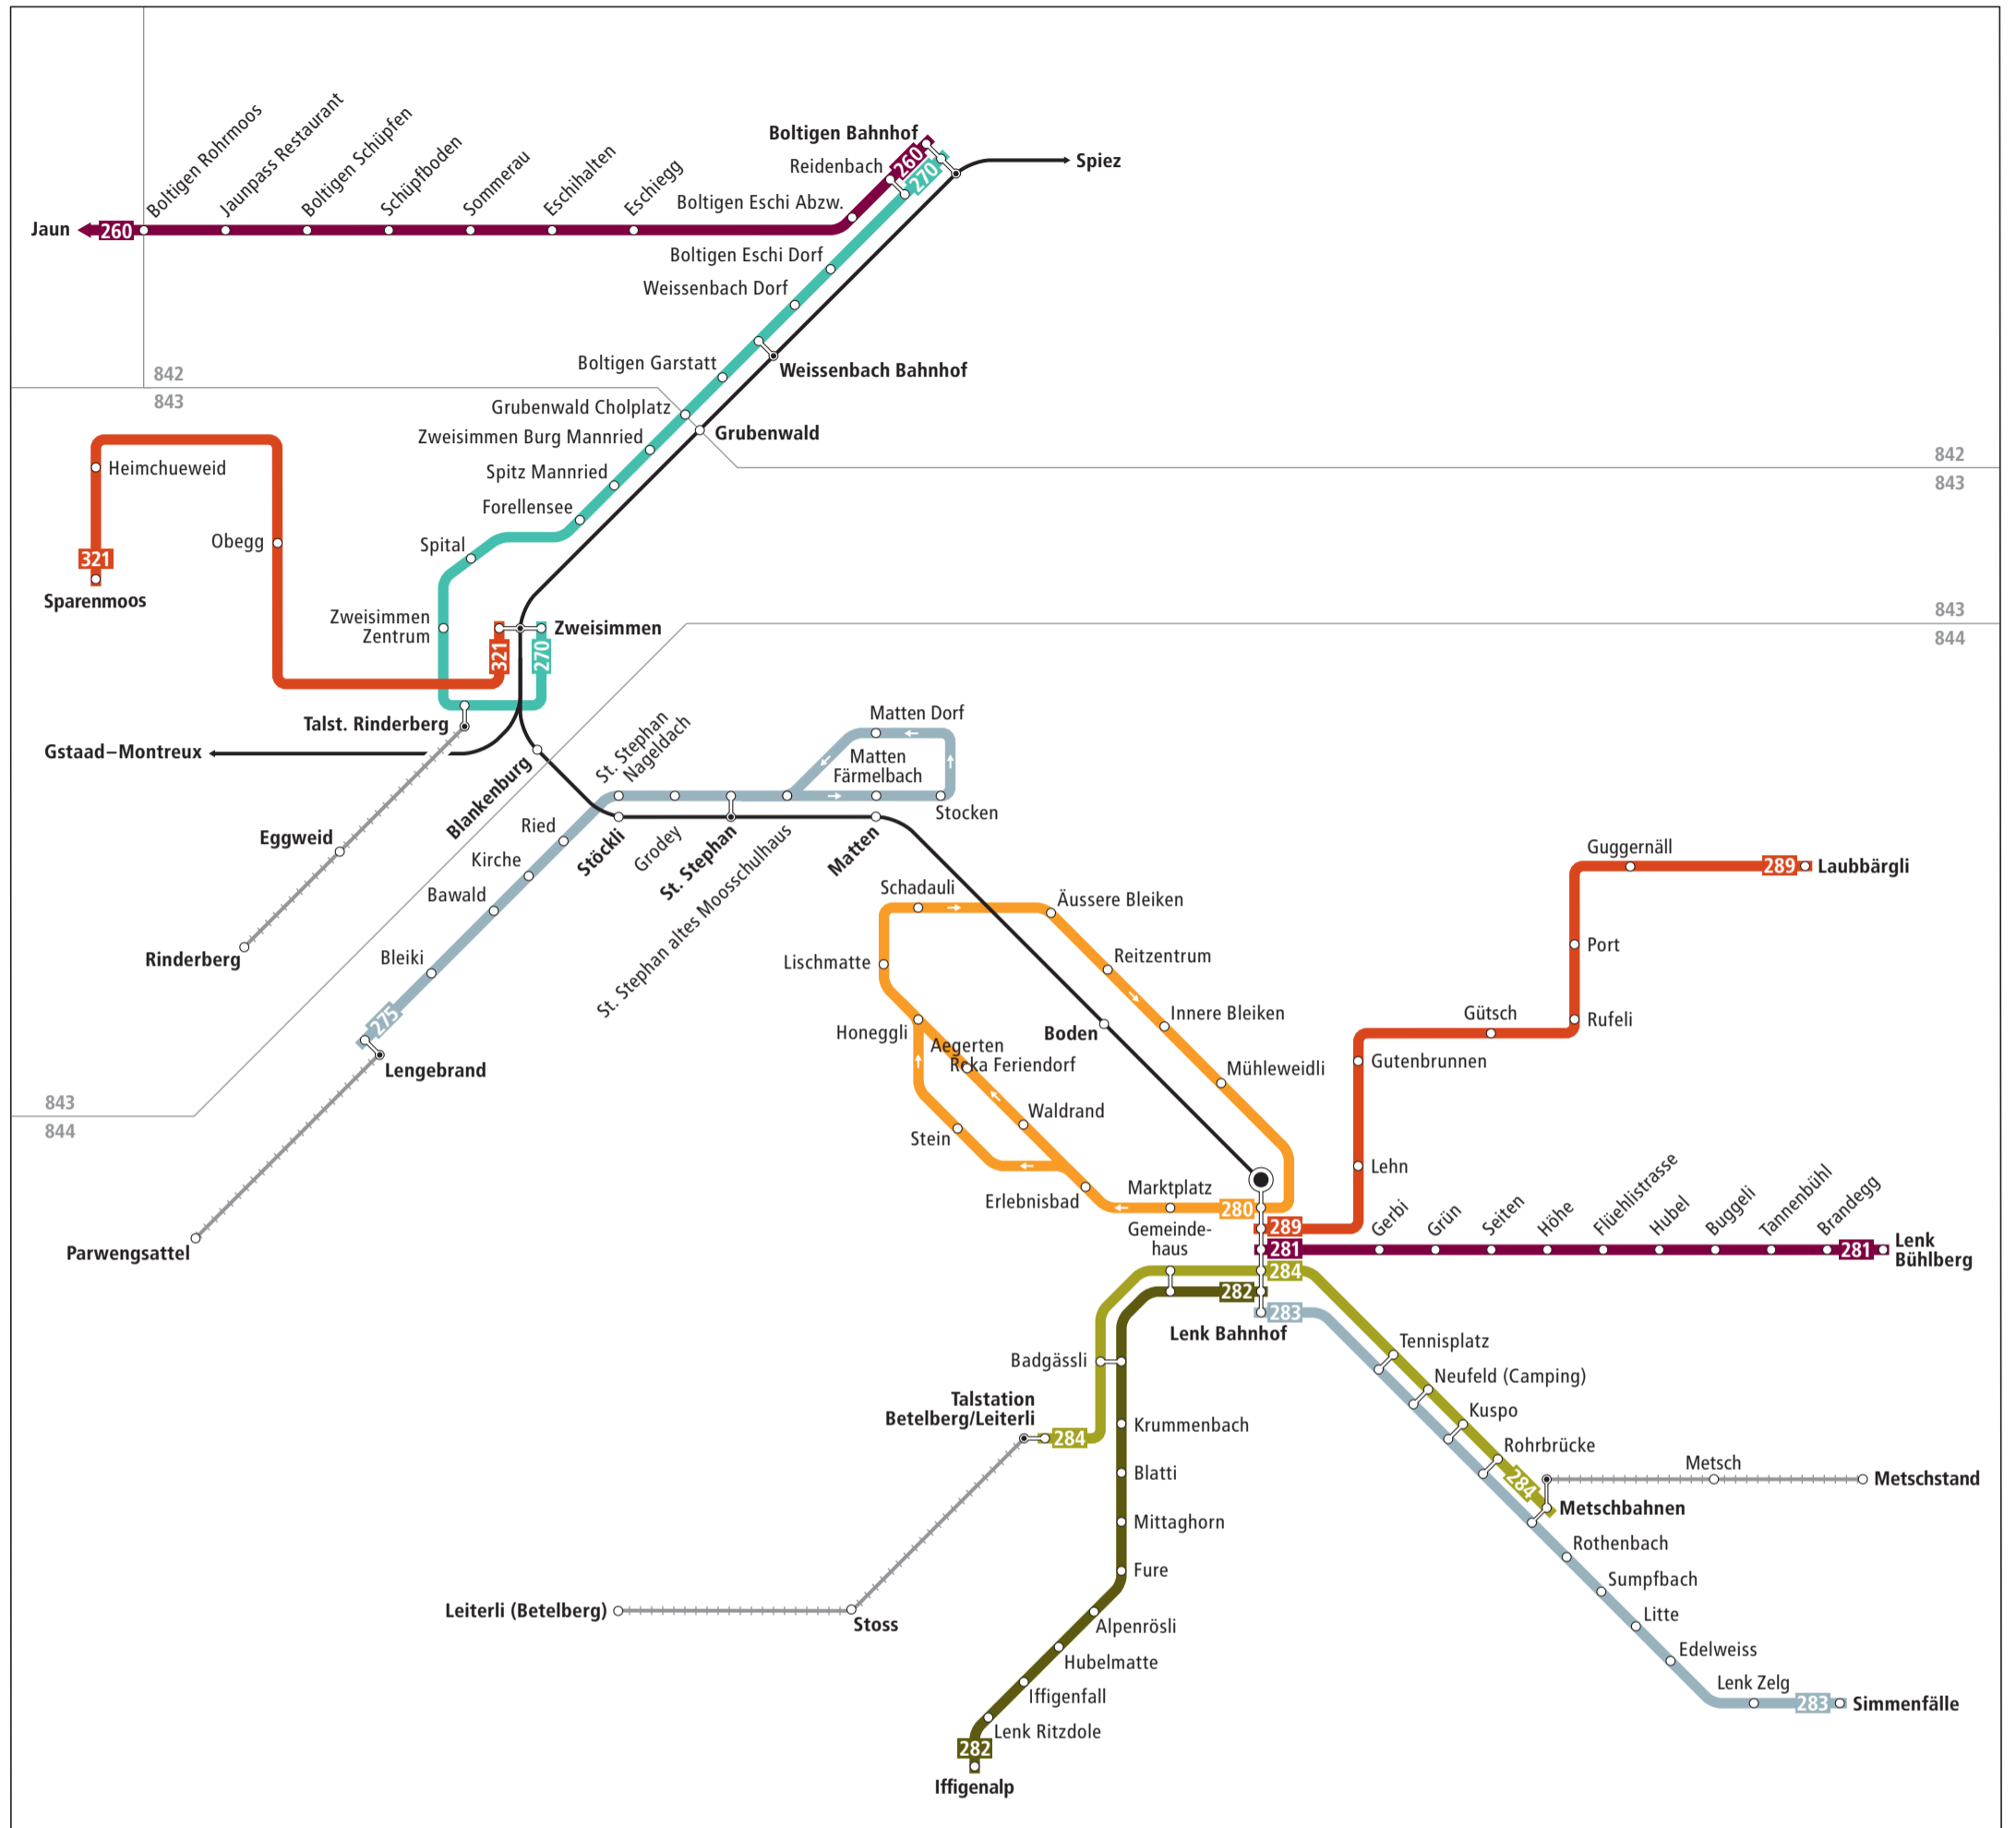 Boltigen Rohrmoos
Jaunpass Restaurant
Boltigen Schüpfen
Schüpfboden
Sommerau
Eschihalten
Eschiegg
Boltigen Bahnhof
Reidenbach
260
270
Spiez
Boltigen Eschi Abzw.
Jaun
260
Boltigen Eschi Dorf
Weissenbach Dorf
Boltigen Garstatt
Weissenbach Bahnhof
842
843
Grubenwald Cholplatz
Grubenwald
Zweisimmen Burg Mannried
842
843
Heimchueweid
Spitz Mannried
Forellensee
Obegg
Spital
321
Sparenmoos
Zweisimmen
Zentrum
321
270
Zweisimmen
843
844
Talst. Rinderberg
Gstaad–Montreux
Blankenburg
St. Stephan
Nageldach
Matten Dorf
Matten
Färmelbach
Stocken
Ried
Kirche
Bawald
Bleiki
Stöckli
Grodey
St. Stephan
St. Stephan altes Moosschulhaus
Matten
Eggweid
Rinderberg
275
Lengebrand
843
844
Parwengsattel
Schadauli
Äussere Bleiken
Lischmatte
Reitzentrum
Honeggli
Innere Bleiken
Aegerten
Reka Feriendorf
Boden
Mühleweidli
Waldrand
Stein
Erlebnisbad
Marktplatz
280
Guggernäll
289
Laubbärgli
Port
Gütsch
Rufeli
Gutenbrunnen
Lehn
289
Gemeinde-
haus
281
Gerbi
Grün
Seiten
Höhe
Flüehlistrasse
Hubel
Buggeli
Tannenbühl
Brandegg
281
Lenk
Bühlberg
284
282
283
Lenk Bahnhof
Badgässli
Tennisplatz
Neufeld (Camping)
Kuspo
Rohrbrücke
284
Talstation
Betelberg/Leiterli
284
Krummenbach
Blatti
Mittaghorn
Fure
Metsch
Metschstand
Metschbahnen
Rothenbach
Sumpfbach
Litte
Edelweiss
Lenk Zelg
283
Simmenfälle
Leiterli (Betelberg)
Stoss
Alpenrösli
Hubelmatte
Iffigenfall
Lenk Ritzdole
282
Iffigenalp